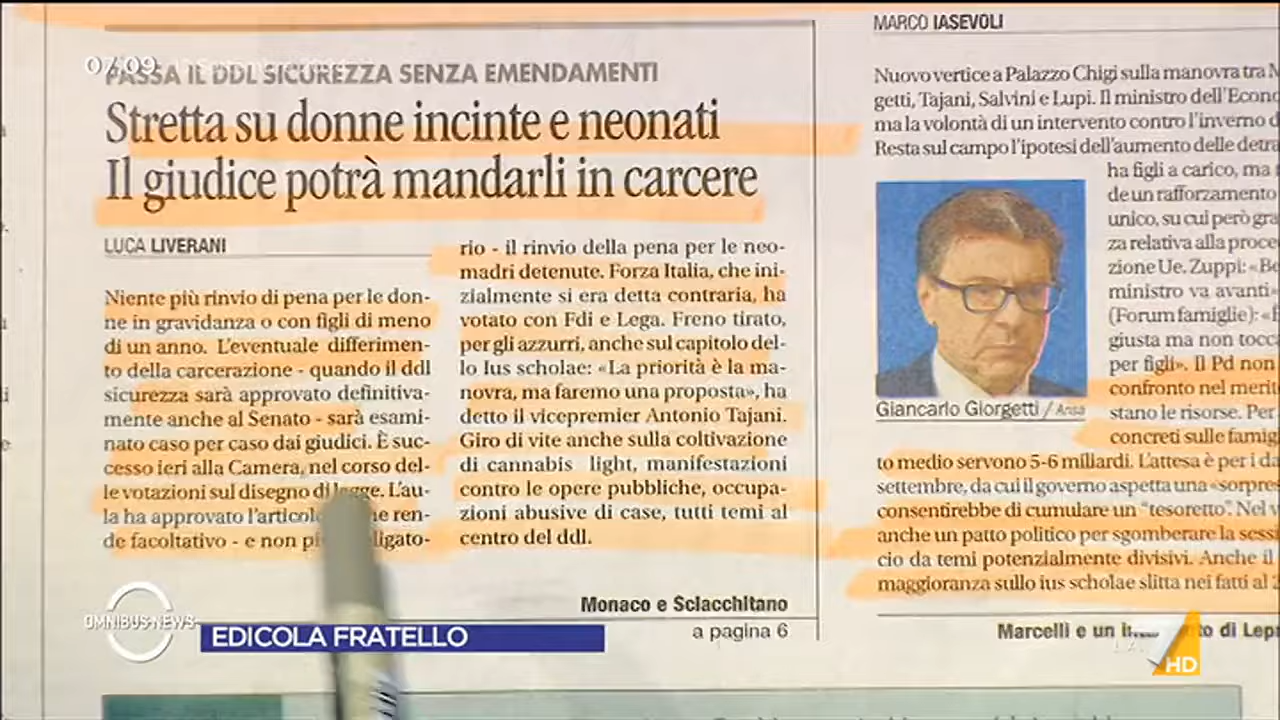 07:09
PASSA IL DDL SICUREZZA SENZA EMENDAMENTI
Stretta su donne incinte e neonati
Il giudice potrà mandarli in carcere
LUCA LIVERANI
Niente più rinvio di pena per le don-
ne in gravidanza o con figli di meno
di un anno. L'eventuale differimen-
to della carcerazione - quando il ddl
sicurezza sarà approvato definitiva-
mente anche al Senato - sarà esami-
nato caso per caso dai giudici. È suc-
cesso ieri alla Camera, nel corso del-
le votazioni sul disegno di legge. L'au-
la ha approvato l'articolo ne ren-
de facoltativo - e non più ligato-
rio - il rinvio della pena per le neo-
madri detenute. Forza Italia, che ini-
zialmente si era detta contraria, ha
votato con Fdi e Lega. Freno tirato,
per gli azzurri, anche sul capitolo del-
lo Ius scholae: «La priorità è la ma-
novra, ma faremo una proposta», ha
detto il vicepremier Antonio Tajani.
Giro di vite anche sulla coltivazione
di cannabis light, manifestazioni
contro le opere pubbliche, occupa-
zioni abusive di case, tutti temi al
centro del ddl.
Monaco e Sciacchitano
a pagina 6
MARCO IASEVOLI
Nuovo vertice a Palazzo Chigi sulla manovra tra
getti, Tajani, Salvini e Lupi. Il ministro dell'Econo
ma la volontà di un intervento contro l'inverno d
Resta sul campo l'ipotesi dell'aumento delle detra
ha figli a carico, ma
de un rafforzamento
unico, su cui però gra
za relativa alla proce
zione Ue. Zuppi: «Be
ministro va avanti»
(Forum famiglie): «
giusta ma non tocc
per figli». Il Pd non
confronto nel merit
stano le risorse. Per
concreti sulle famig
Giancarlo Giorgetti / Ansa
to medio servono 5-6 miliardi. L'attesa è per i da
settembre, da cui il governo aspetta una «sorpres
consentirebbe di cumulare un "tesoretto". Nel v
anche un patto politico per sgomberare la sessi
cio da temi potenzialmente divisivi. Anche il
maggioranza sullo ius scholae slitta nei fatti al 2
Marcelli e un to di Lep
OMNIBUS NEWS
EDICOLA FRATELLO
LA 7
HD